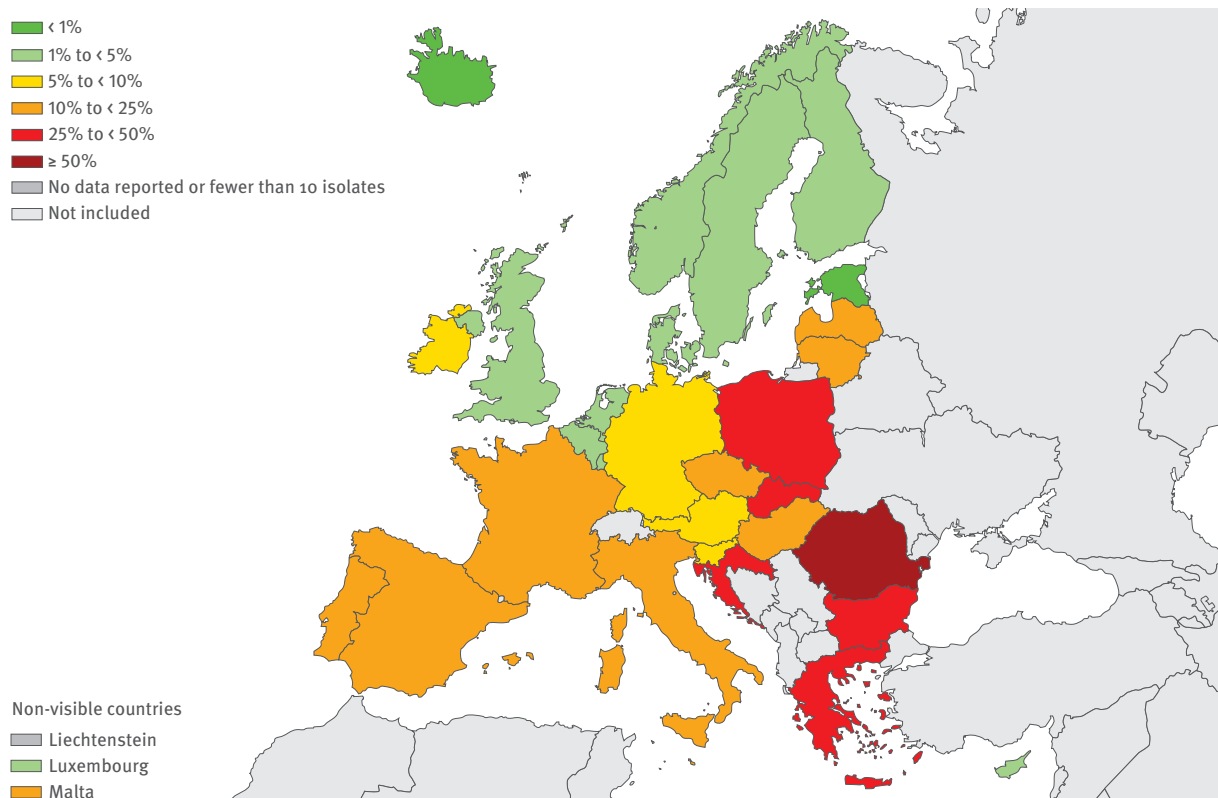 < 1%
1% to < 5%
5% to < 10%
10% to < 25%
25% to < 50%
≥ 50%
No data reported or fewer than 10 isolates
Not included
Non-visible countries
Liechtenstein
Luxembourg
Malta